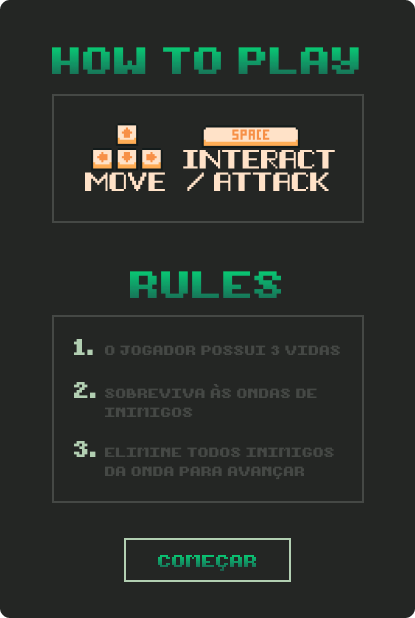 HOW TO PLAY
SPACE
MOVE
INTERACT
/ ATTACK
RULES
1. O JOGADOR POSSUI 3 VIDAS
2. SOBREVIVA ÀS ONDAS DE
INIMIGOS
3. ELIMINE TODOS INIMIGOS
DA ONDA PARA AVANÇAR
COMEÇAR